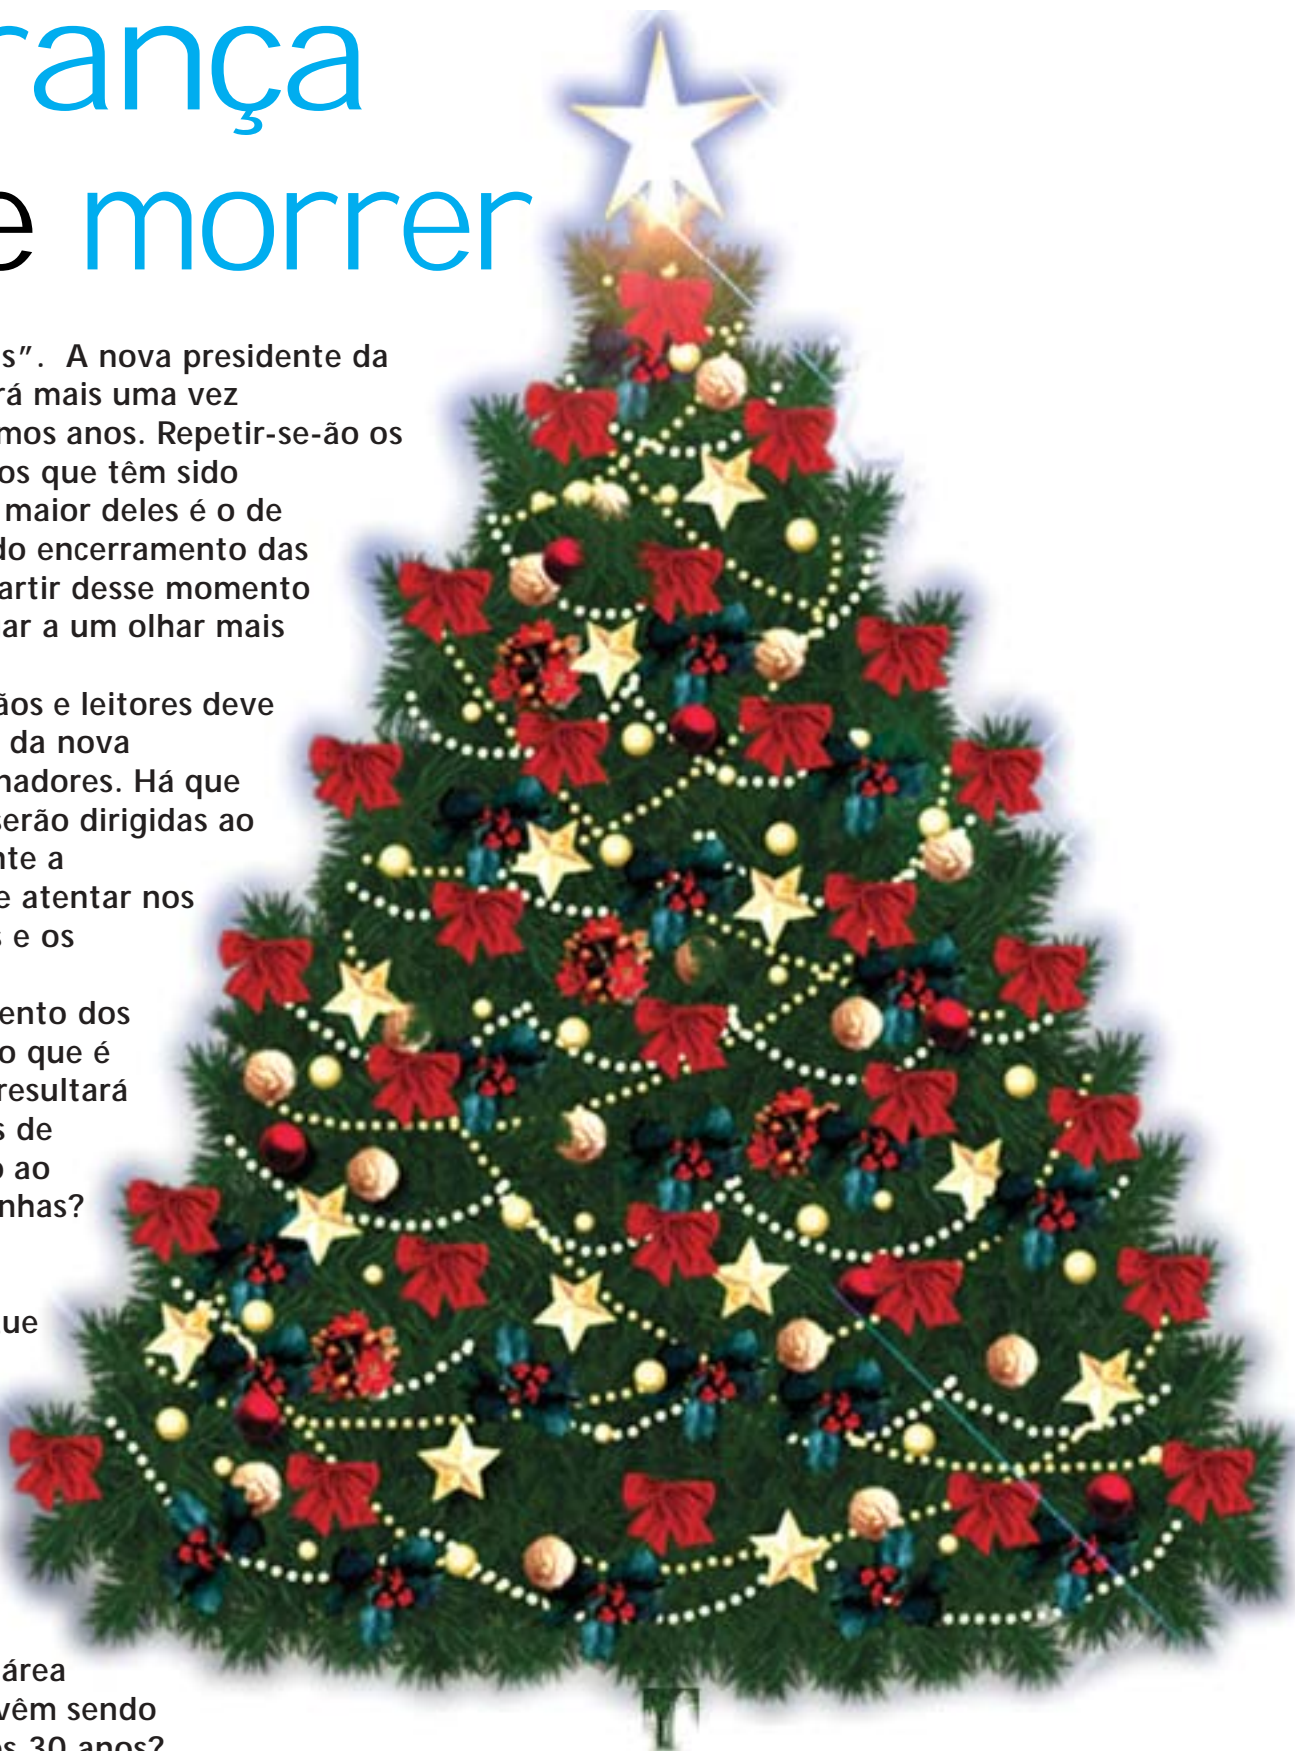 rança
e morrer
s”. A nova presidente da
rá mais uma vez
mos anos. Repetir-se-ão os
os que têm sido
maior deles é o de
do encerramento das
artir desse momento
ar a um olhar mais
ãos e leitores deve
da nova
nadores. Há que
serão dirigidas ao
nte a
e atentar nos
s e os
ento dos
o que é
resultará
s de
o ao
nhas?
ue
área
vêm sendo
os 30 anos?